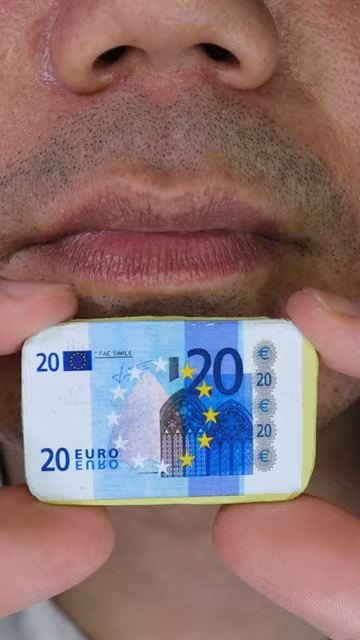 20 * FAC SIMILE
20 €
20
€
20
€
20 EURO
EURO